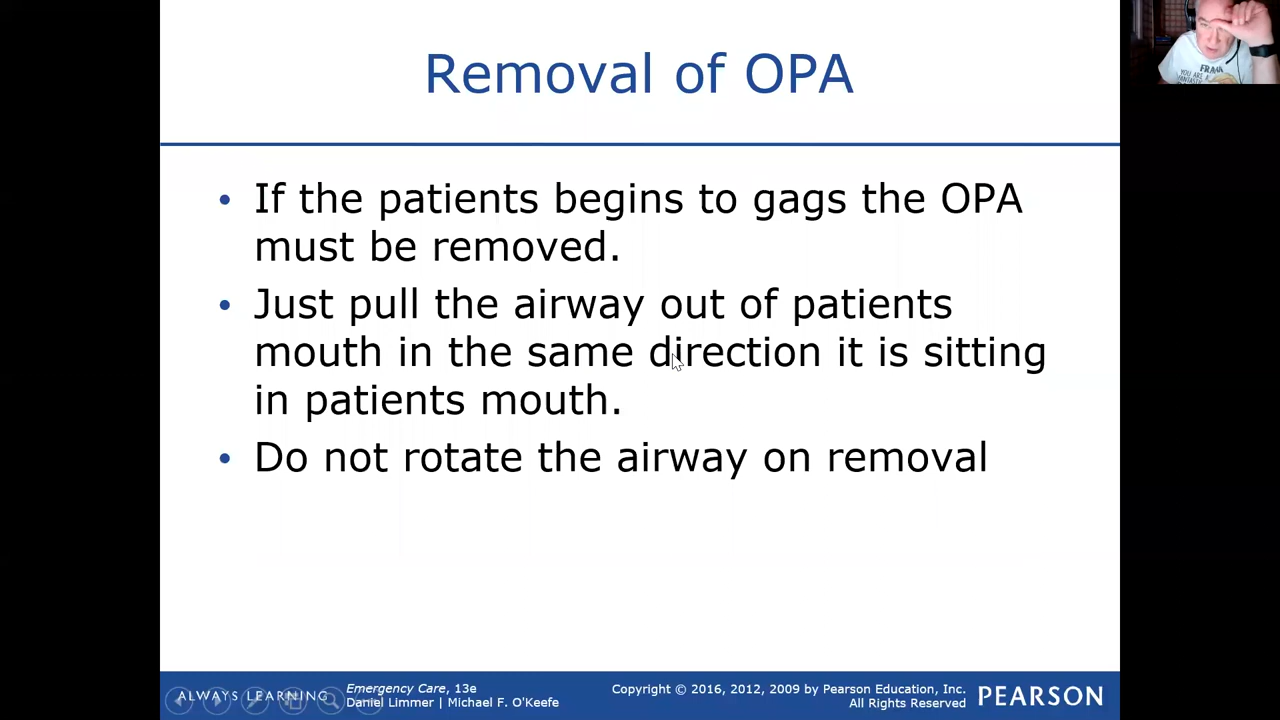 Removal of OPA
• If the patients begins to gags the OPA
must be removed.
• Just pull the airway out of patients
mouth in the same direction it is sitting
in patients mouth.
• Do not rotate the airway on removal
ALWAYS LEARNING
Emergency Care, 13e
Daniel Limmer | Michael F. O'Keefe
Copyright © 2016, 2012, 2009 by Pearson Education, Inc.
All Rights Reserved
PEARSON
YOU ARE A